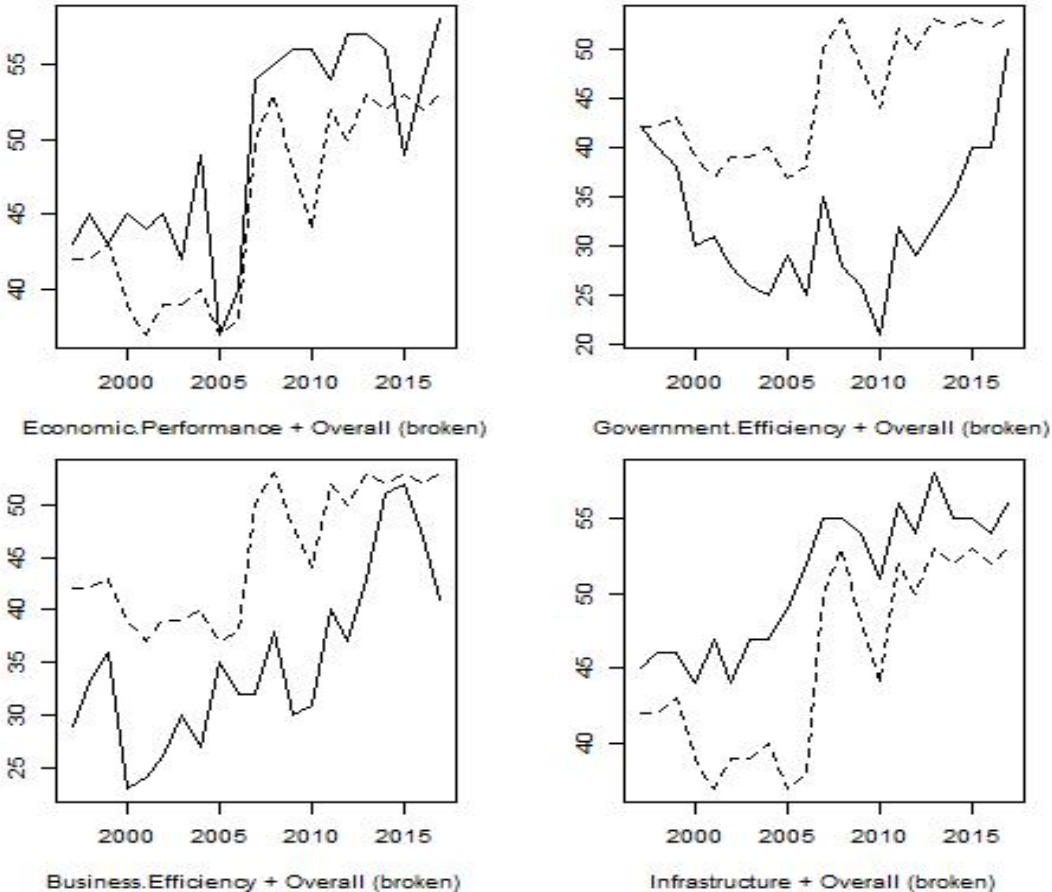 55
50
45
40
2000 2005 2010 2015
Economic.Performance + Overall (broken)
50
45
40
35
30
25
20
2000 2005 2010 2015
Government.Efficiency + Overall (broken)
50
45
40
35
30
25
2000 2005 2010 2015
Business.Efficiency + Overall (broken)
55
50
45
40
2000 2005 2010 2015
Infrastructure + Overall (broken)